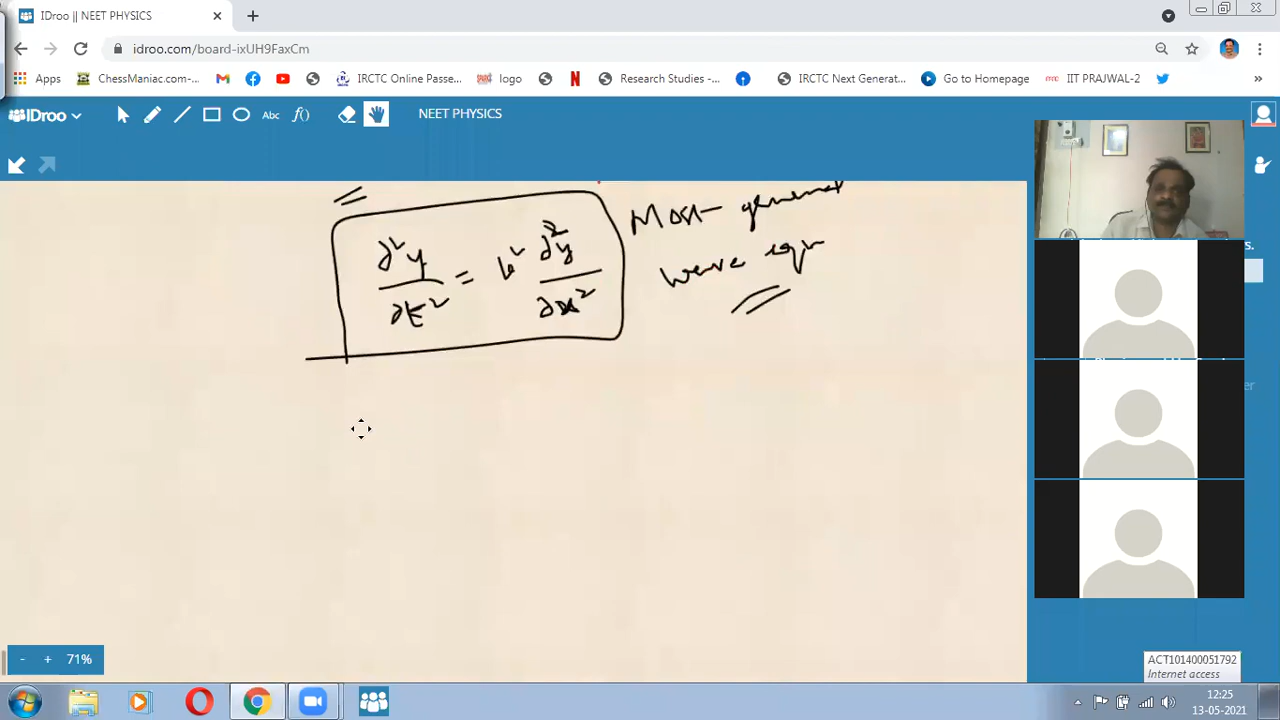 IDroo || NEET PHYSICS
idroo.com/board-ixUH9FaxCm
Apps ChessManiac.com-... IRCTC Online Passe... logo Research Studies -... IRCTC Next Generat... Go to Homepage IIT PRAJWAL-2 »
IDroo Abc f() NEET PHYSICS
Most general
wave eqn
∂²y/∂t² = v² ∂²y/∂x²
- + 71%
ACT101400051792
Internet access
12:25
13-05-2021